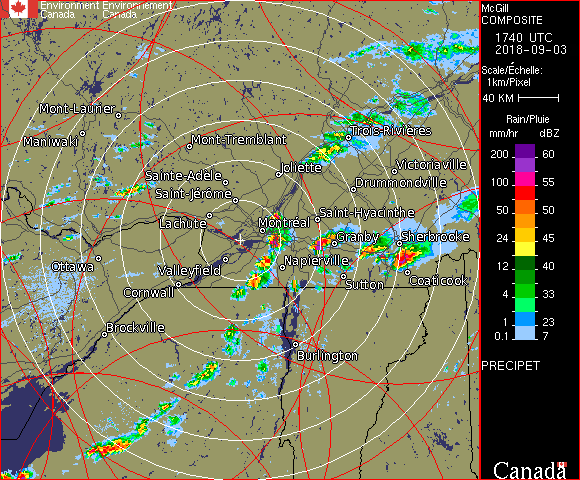 Environment Environnement
Canada Canada
McGill
COMPOSITE
1740 UTC
2018-09-03
Scale/Échelle:
1km/Pixel
40 KM
Rain/Pluie
mm/hr dBZ
200 60
100 55
50 50
24 45
12 40
4 33
1 23
0.1 7
PRECIPET
Canada
Mont-Laurier
Maniwaki
Mont-Tremblant
Trois-Rivières
Sainte-Adèle
Joliette
Victoriaville
Saint-Jérôme
Drummondville
Lachute
Montréal
Saint-Hyacinthe
Granby
Sherbrooke
Ottawa
Valleyfield
Napierville
Cornwall
Sutton
Coaticook
Brockville
Burlington